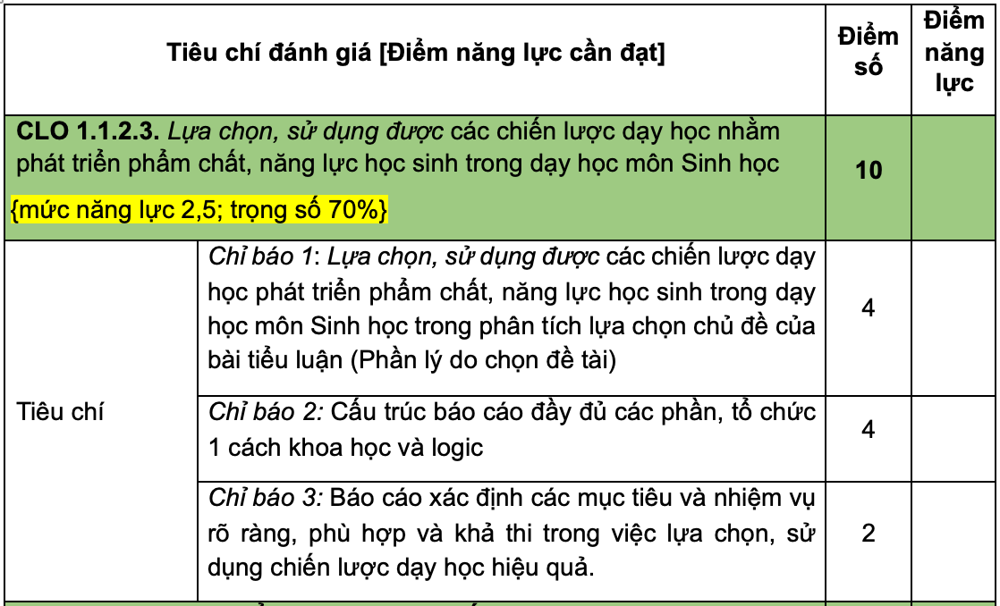 Tiêu chí đánh giá [Điểm năng lực cần đạt]
Điểm
số
Điểm
năng
lực
CLO 1.1.2.3. Lựa chọn, sử dụng được các chiến lược dạy học nhằm
phát triển phẩm chất, năng lực học sinh trong dạy học môn Sinh học
{mức năng lực 2,5; trọng số 70%}
10
Tiêu chí
Chỉ báo 1: Lựa chọn, sử dụng được các chiến lược dạy
học phát triển phẩm chất, năng lực học sinh trong dạy
học môn Sinh học trong phân tích lựa chọn chủ đề của
bài tiểu luận (Phần lý do chọn đề tài)
4
Chỉ báo 2: Cấu trúc báo cáo đầy đủ các phần, tổ chức
1 cách khoa học và logic
4
Chỉ báo 3: Báo cáo xác định các mục tiêu và nhiệm vụ
rõ ràng, phù hợp và khả thi trong việc lựa chọn, sử
dụng chiến lược dạy học hiệu quả.
2